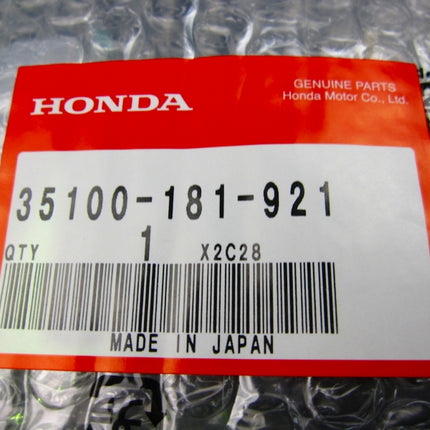 HONDA
GENUINE PARTS
Honda Motor Co., Ltd.
35100-181-921
QTY 1 X2C28
MADE IN JAPAN